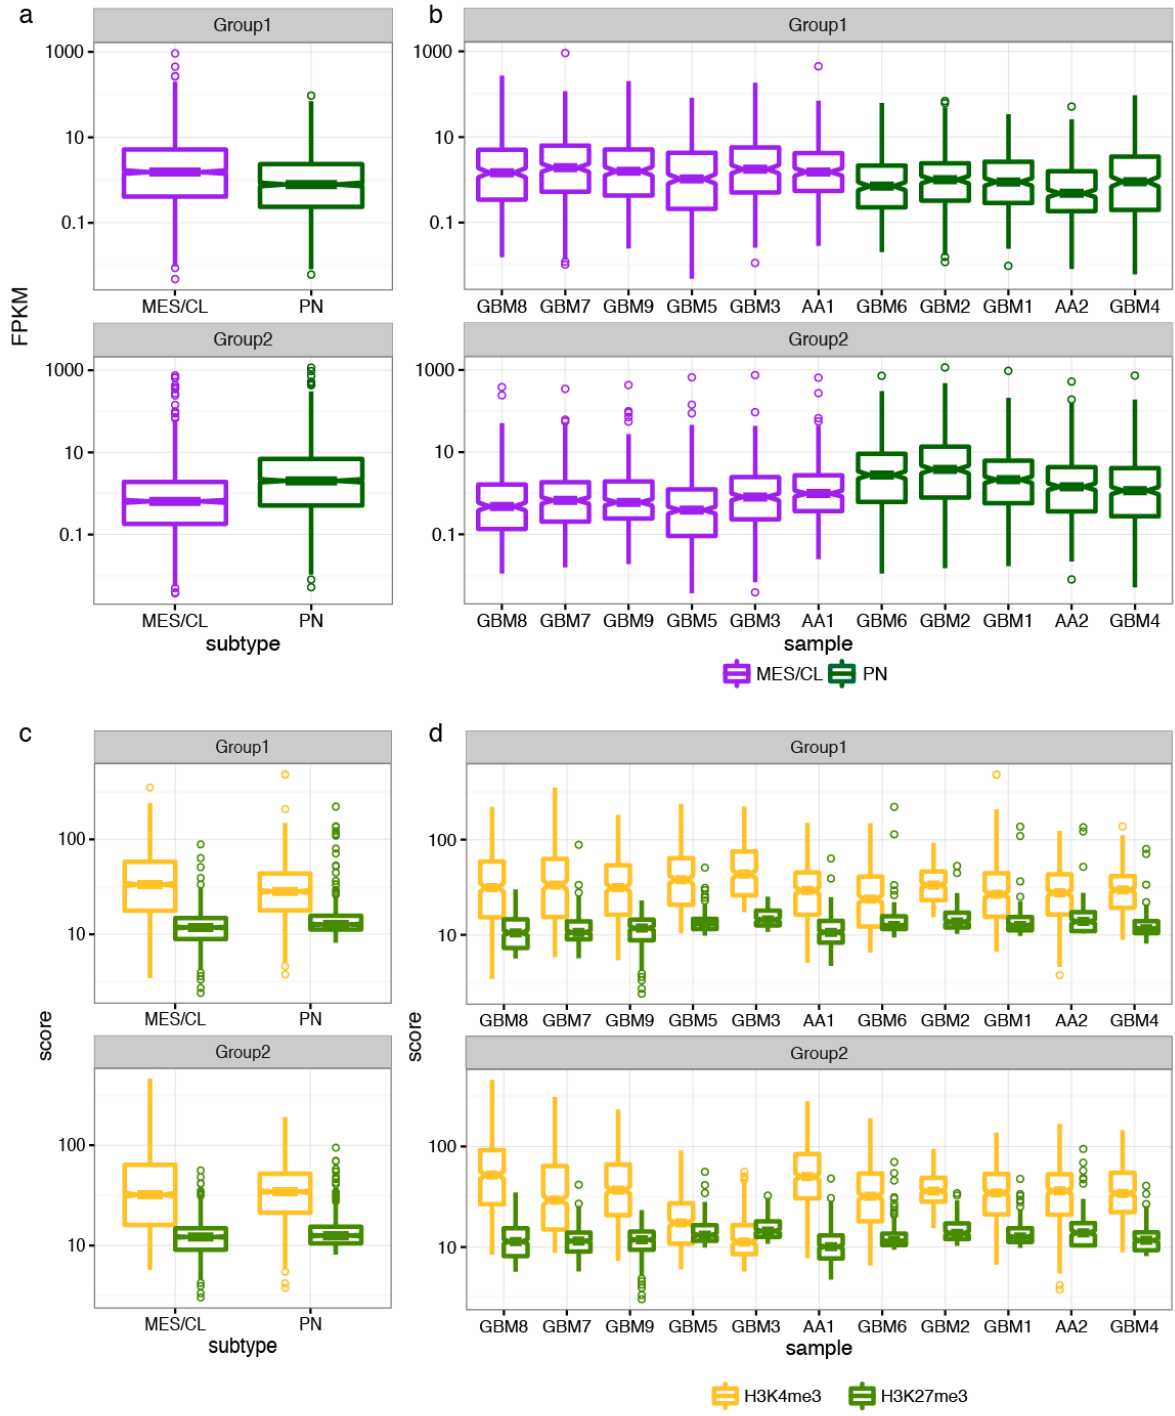 a
Group1
1000
10
0.1
MES/CL PN
Group2
1000
10
0.1
MES/CL PN
subtype
FPKM
b
Group1
1000
10
0.1
GBM8 GBM7 GBM9 GBM5 GBM3 AA1 GBM6 GBM2 GBM1 AA2 GBM4
Group2
1000
10
0.1
GBM8 GBM7 GBM9 GBM5 GBM3 AA1 GBM6 GBM2 GBM1 AA2 GBM4
sample
MES/CL PN
c
Group1
100
10
MES/CL PN
Group2
100
10
MES/CL PN
subtype
score
d
Group1
100
10
GBM8 GBM7 GBM9 GBM5 GBM3 AA1 GBM6 GBM2 GBM1 AA2 GBM4
Group2
100
10
GBM8 GBM7 GBM9 GBM5 GBM3 AA1 GBM6 GBM2 GBM1 AA2 GBM4
sample
score
H3K4me3 H3K27me3